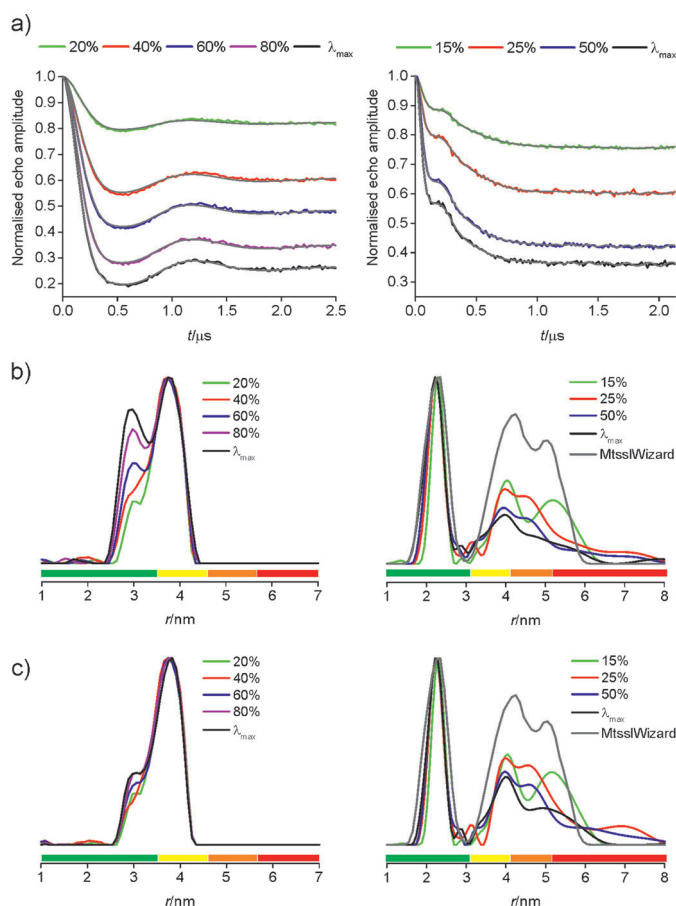 a)
20% 40% 60% 80% λmax
15% 25% 50% λmax
Normalised echo amplitude
1.0
0.9
0.8
0.7
0.6
0.5
0.4
0.3
0.2
0.0 0.5 1.0 1.5 2.0 2.5
t/μs
Normalised echo amplitude
1.0
0.9
0.8
0.7
0.6
0.5
0.4
0.3
0.0 0.5 1.0 1.5 2.0
t/μs
b)
20%
40%
60%
80%
λmax
1 2 3 4 5 6 7
r/nm
15%
25%
50%
λmax
MtsslWizard
1 2 3 4 5 6 7 8
r/nm
c)
20%
40%
60%
80%
λmax
1 2 3 4 5 6 7
r/nm
15%
25%
50%
λmax
MtsslWizard
1 2 3 4 5 6 7 8
r/nm